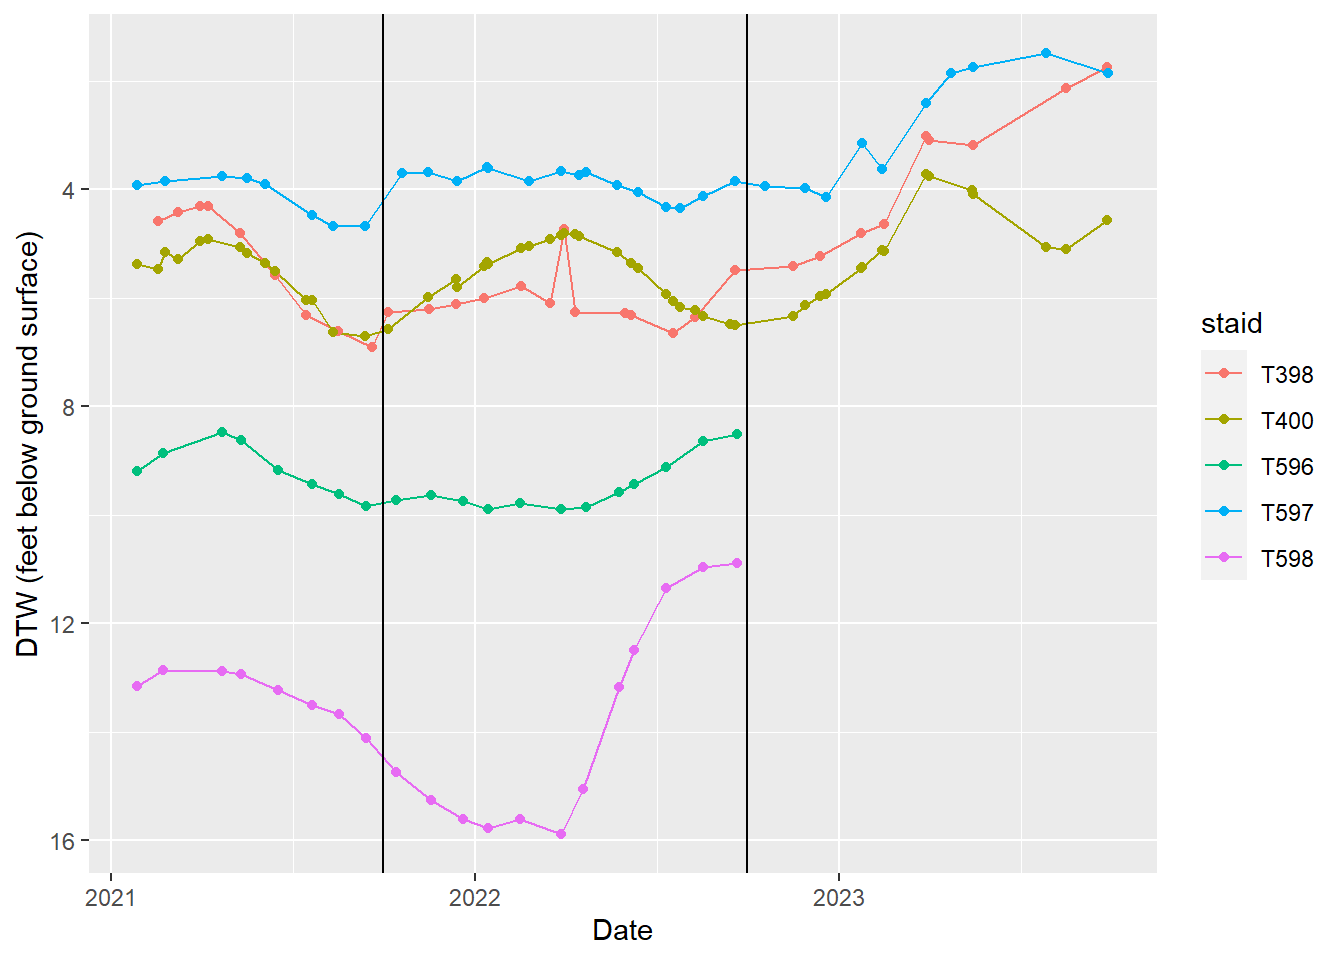 DTW (feet below ground surface)
4
8
12
16
2021
2022
2023
Date
staid
T398
T400
T596
T597
T598